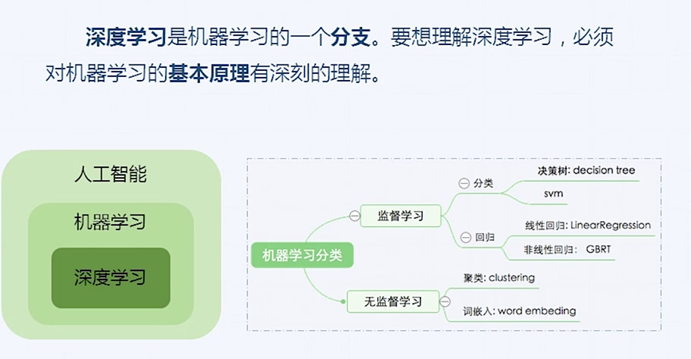 深度学习是机器学习的一个分支。要想理解深度学习，必须
对机器学习的基本原理有深刻的理解。
人工智能
机器学习
深度学习
机器学习分类
监督学习
分类
决策树: decision tree
svm
回归
线性回归: LinearRegression
非线性回归： GBRT
无监督学习
聚类: clustering
词嵌入: word embeding